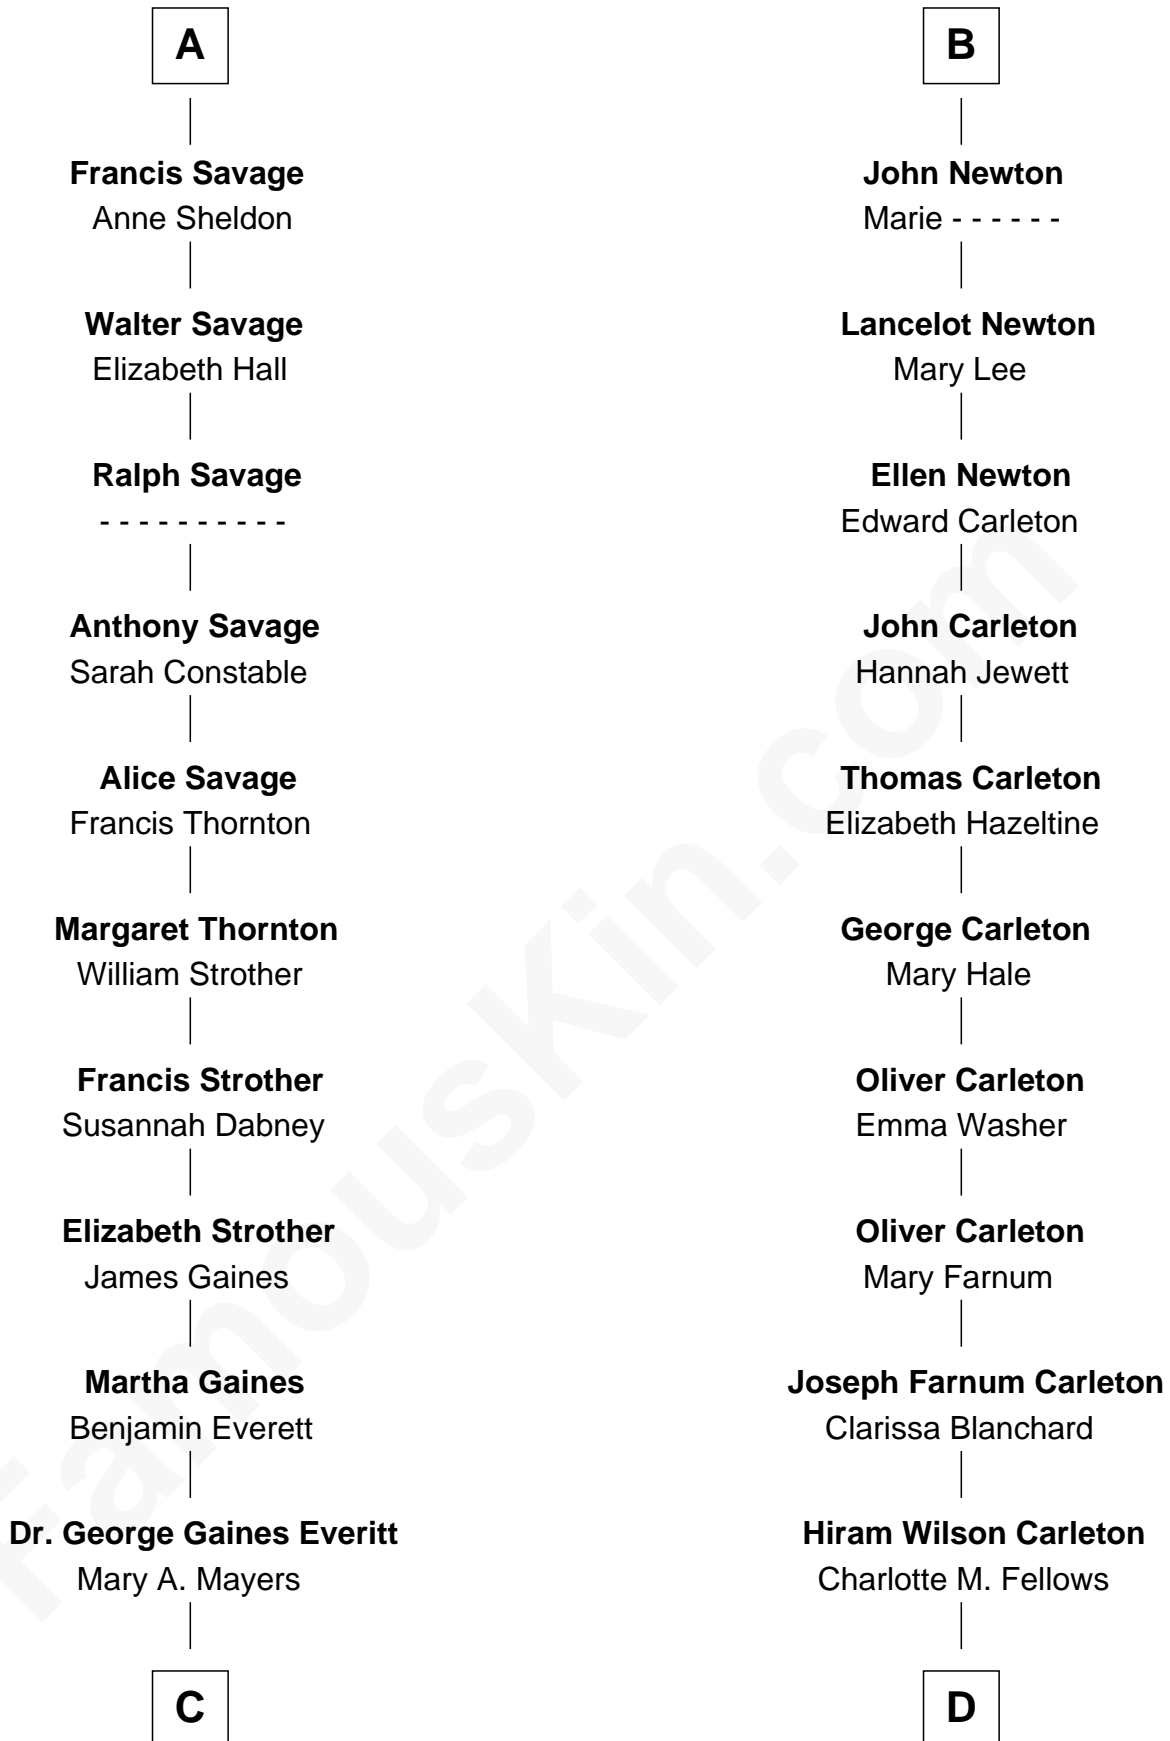 A
Francis Savage
Anne Sheldon
Walter Savage
Elizabeth Hall
Ralph Savage
- - - - - - - - - -
Anthony Savage
Sarah Constable
Alice Savage
Francis Thornton
Margaret Thornton
William Strother
Francis Strother
Susannah Dabney
Elizabeth Strother
James Gaines
Martha Gaines
Benjamin Everett
Dr. George Gaines Everitt
Mary A. Mayers
C
B
John Newton
Marie - - - - - -
Lancelot Newton
Mary Lee
Ellen Newton
Edward Carleton
John Carleton
Hannah Jewett
Thomas Carleton
Elizabeth Hazeltine
George Carleton
Mary Hale
Oliver Carleton
Emma Washer
Oliver Carleton
Mary Farnum
Joseph Farnum Carleton
Clarissa Blanchard
Hiram Wilson Carleton
Charlotte M. Fellows
D
FamousKin.com